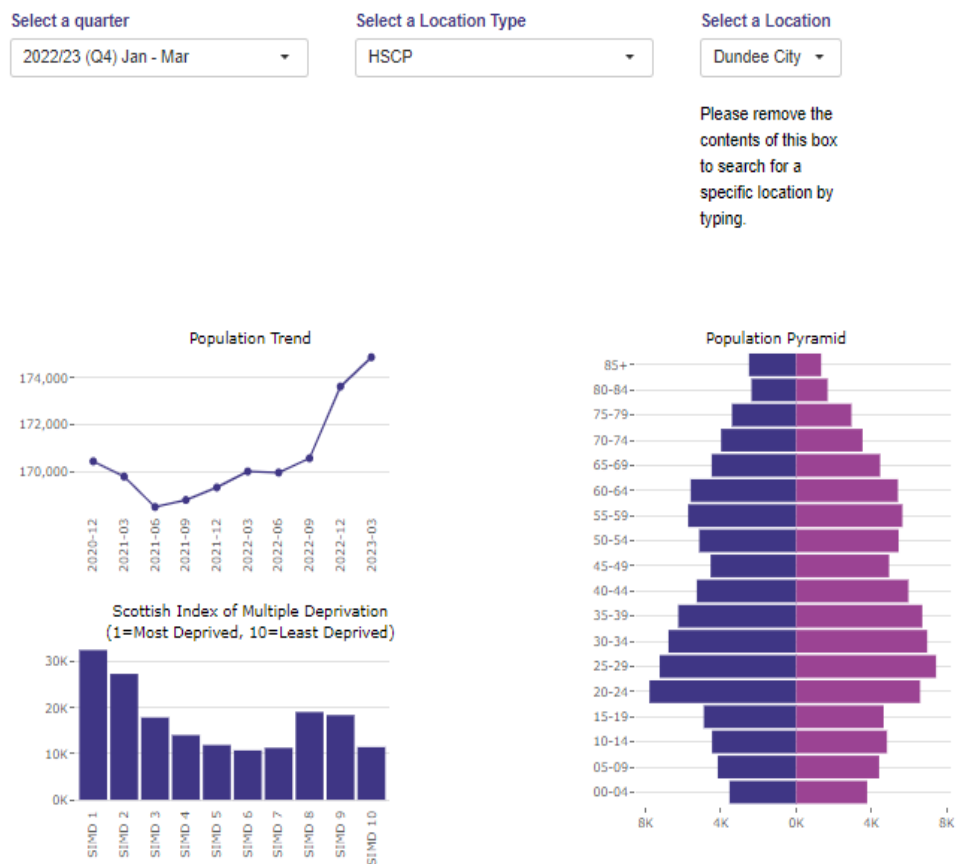 Select a quarter
2022/23 (Q4) Jan - Mar
Select a Location Type
HSCP
Select a Location
Dundee City
Please remove the
contents of this box
to search for a
specific location by
typing.
Population Trend
174,000
172,000
170,000
2020-12
2021-03
2021-06
2021-09
2021-12
2022-03
2022-06
2022-09
2022-12
2023-03
Scottish Index of Multiple Deprivation
(1=Most Deprived, 10=Least Deprived)
30K
20K
10K
0K
SIMD 1
SIMD 2
SIMD 3
SIMD 4
SIMD 5
SIMD 6
SIMD 7
SIMD 8
SIMD 9
SIMD 10
Population Pyramid
85+
80-84
75-79
70-74
65-69
60-64
55-59
50-54
45-49
40-44
35-39
30-34
25-29
20-24
15-19
10-14
05-09
00-04
8K 4K 0K 4K 8K